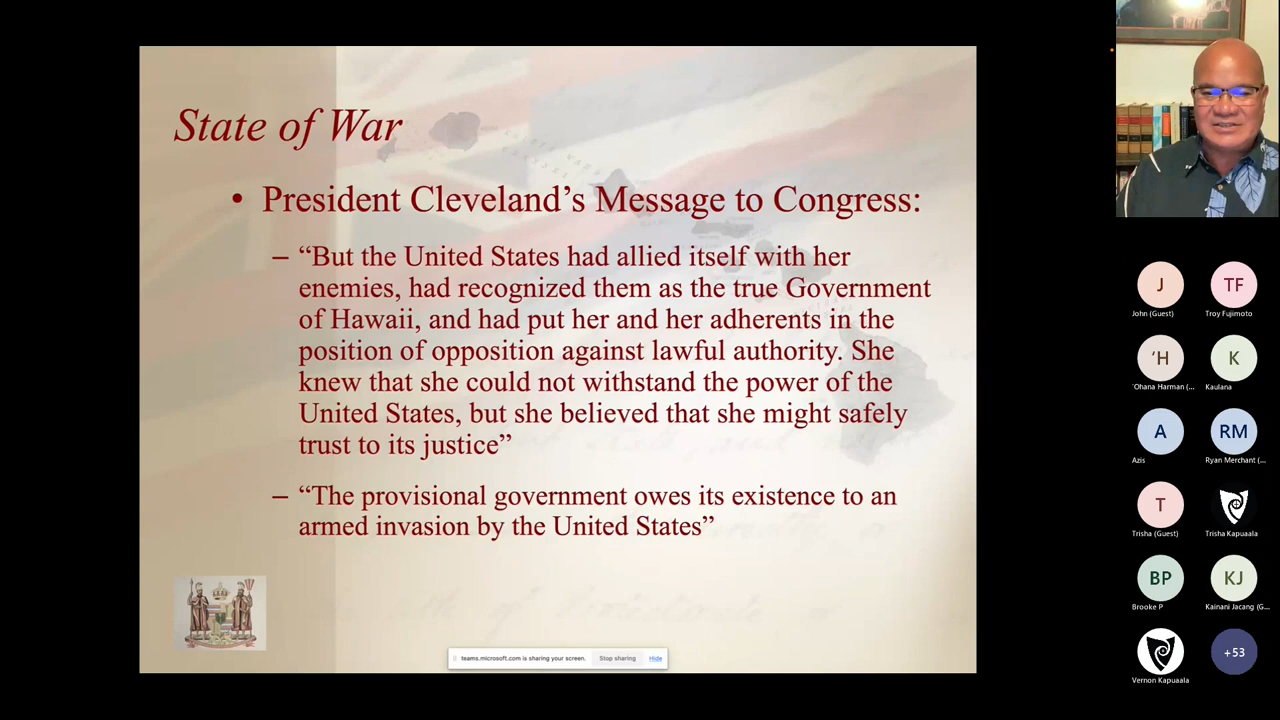 State of War
• President Cleveland’s Message to Congress:
– “But the United States had allied itself with her
enemies, had recognized them as the true Government
of Hawaii, and had put her and her adherents in the
position of opposition against lawful authority. She
knew that she could not withstand the power of the
United States, but she believed that she might safely
trust to its justice”
– “The provisional government owes its existence to an
armed invasion by the United States”
teams.microsoft.com is sharing your screen. Stop sharing Hide
J TF
John (Guest) Troy Fujimoto
‘H K
‘Ohana Harman (... Kaulana
A RM
Azis Ryan Merchant (...
T
Trisha (Guest) Trisha Kapuaala
BP KJ
Brooke P Kainani Jacang (G...
+53
Vernon Kapuaala